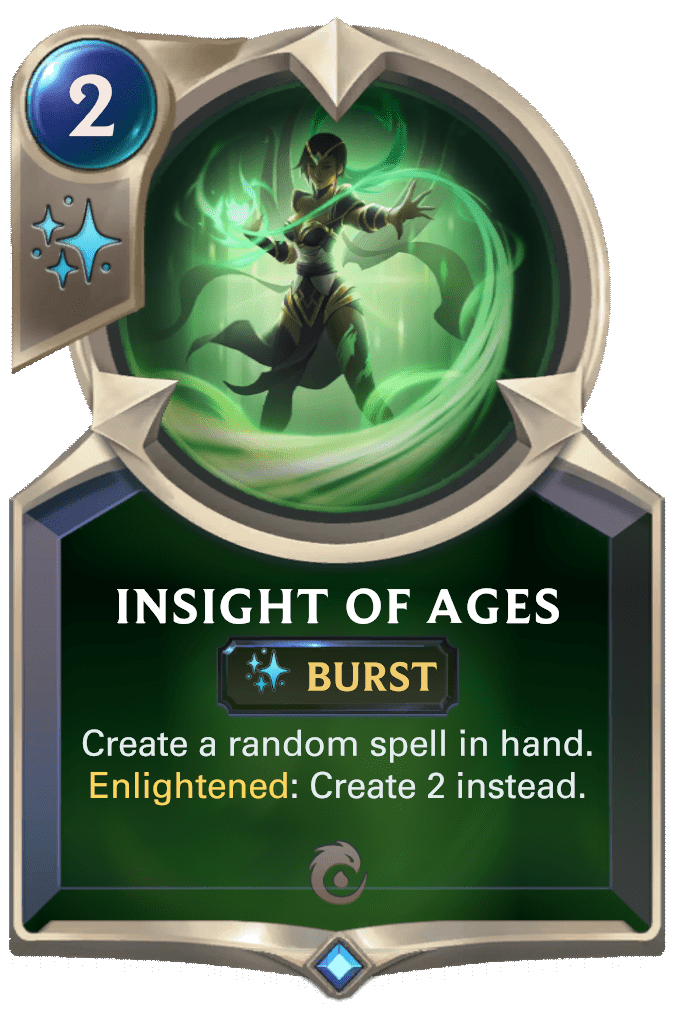 2
INSIGHT OF AGES
BURST
Create a random spell in hand.
Enlightened: Create 2 instead.